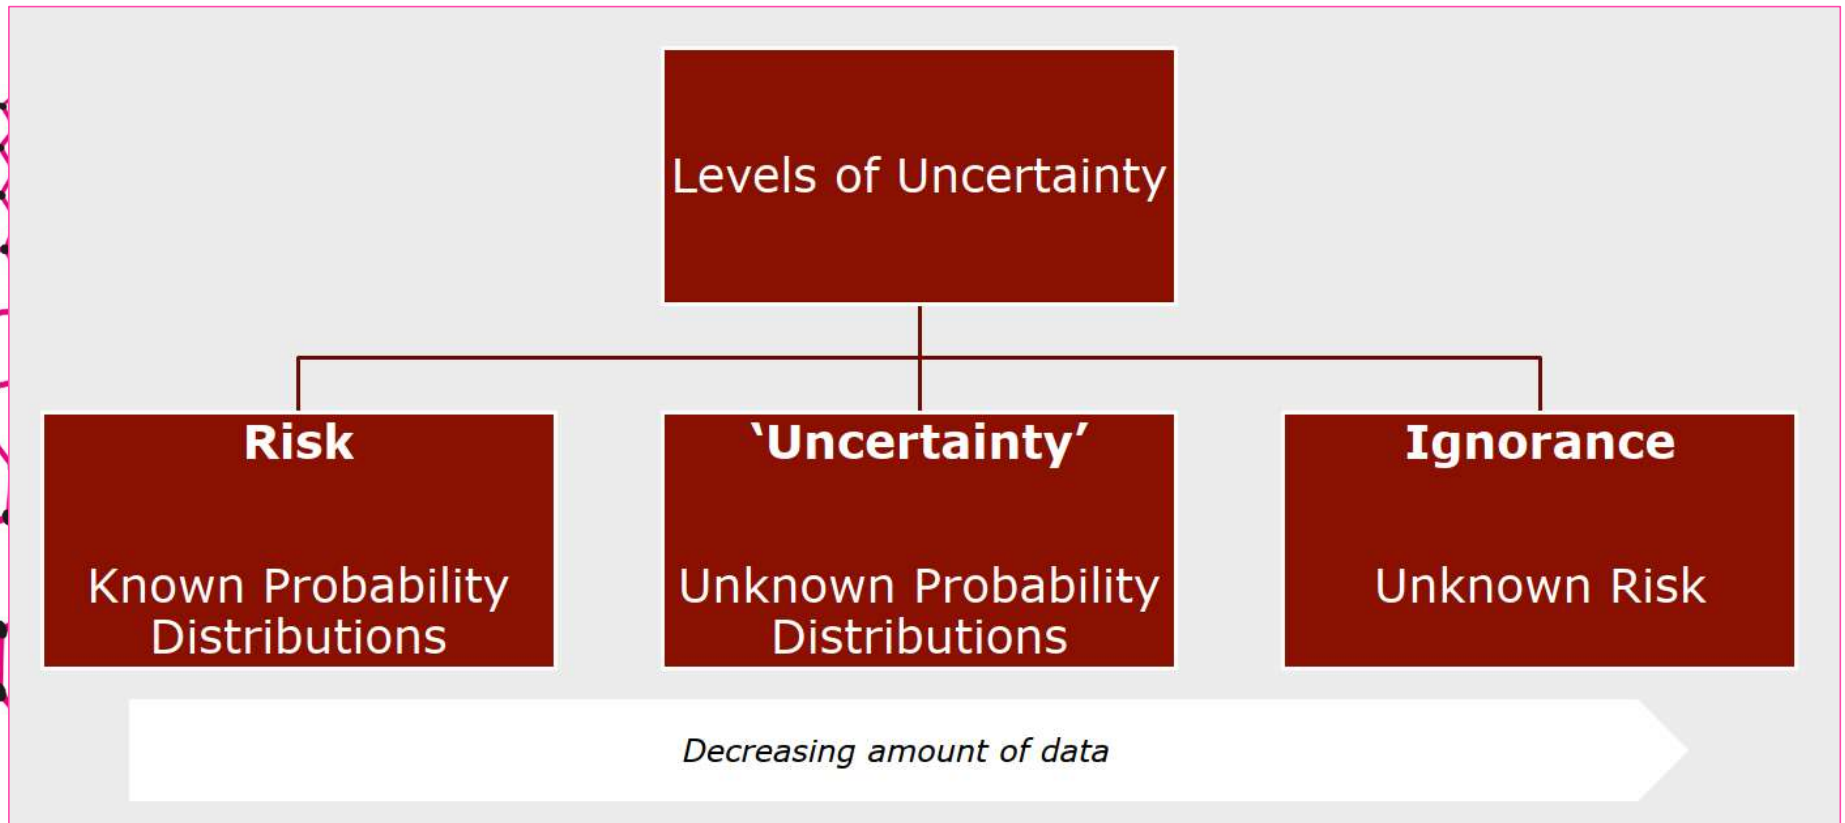 Levels of Uncertainty
Risk
Known Probability
Distributions
‘Uncertainty’
Unknown Probability
Distributions
Ignorance
Unknown Risk
Decreasing amount of data